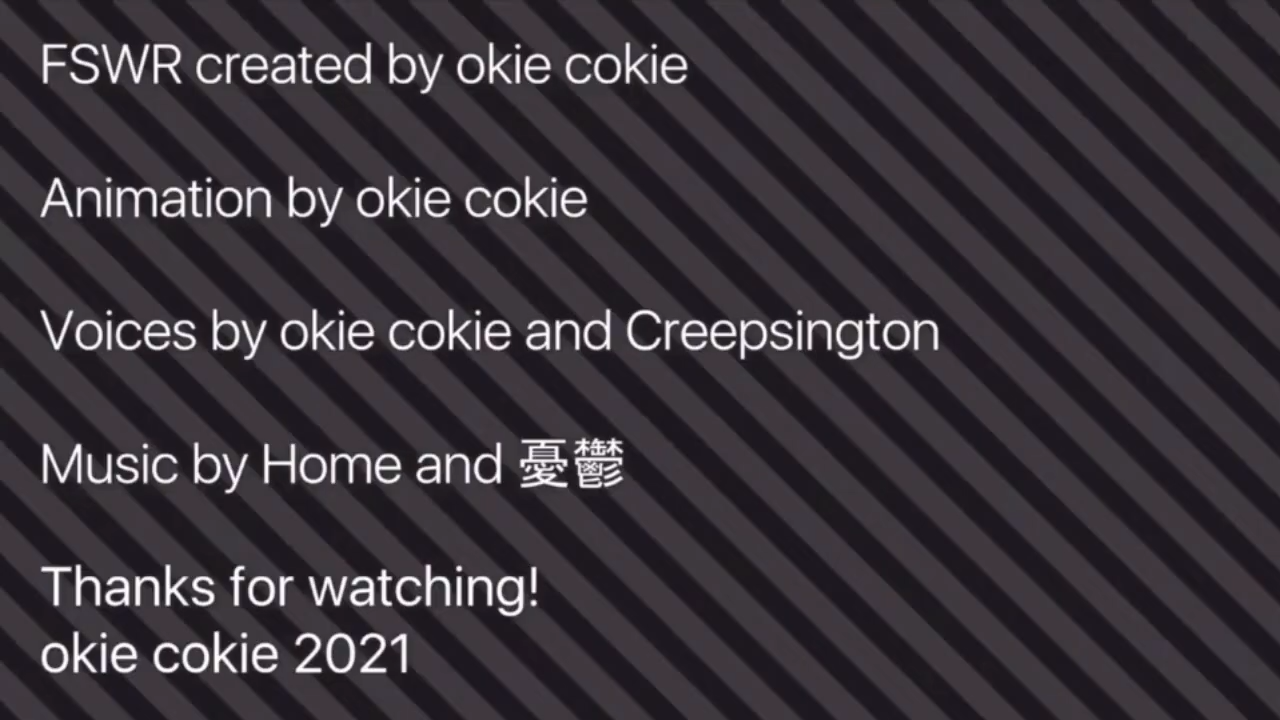 FSWR created by okie cokie
Animation by okie cokie
Voices by okie cokie and Creepsington
Music by Home and 憂鬱
Thanks for watching!
okie cokie 2021